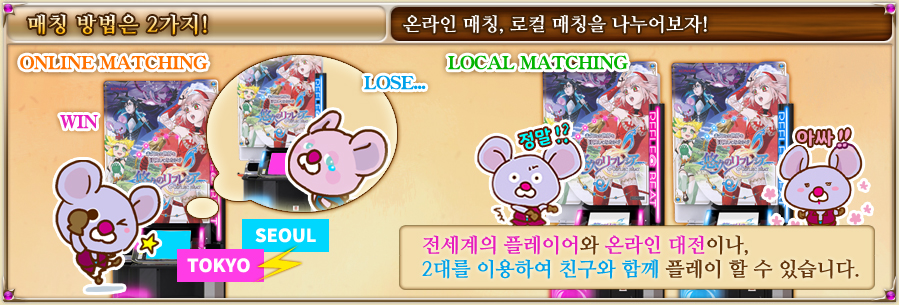 매칭 방법은 2가지!
온라인 매칭, 로컬 매칭을 나누어보자!
ONLINE MATCHING
WIN
LOSE...
TOKYO
SEOUL
LOCAL MATCHING
정말!?
아싸!!
전세계의 플레이어와 온라인 대전이나,
2대를 이용하여 친구와 함께 플레이 할 수 있습니다.